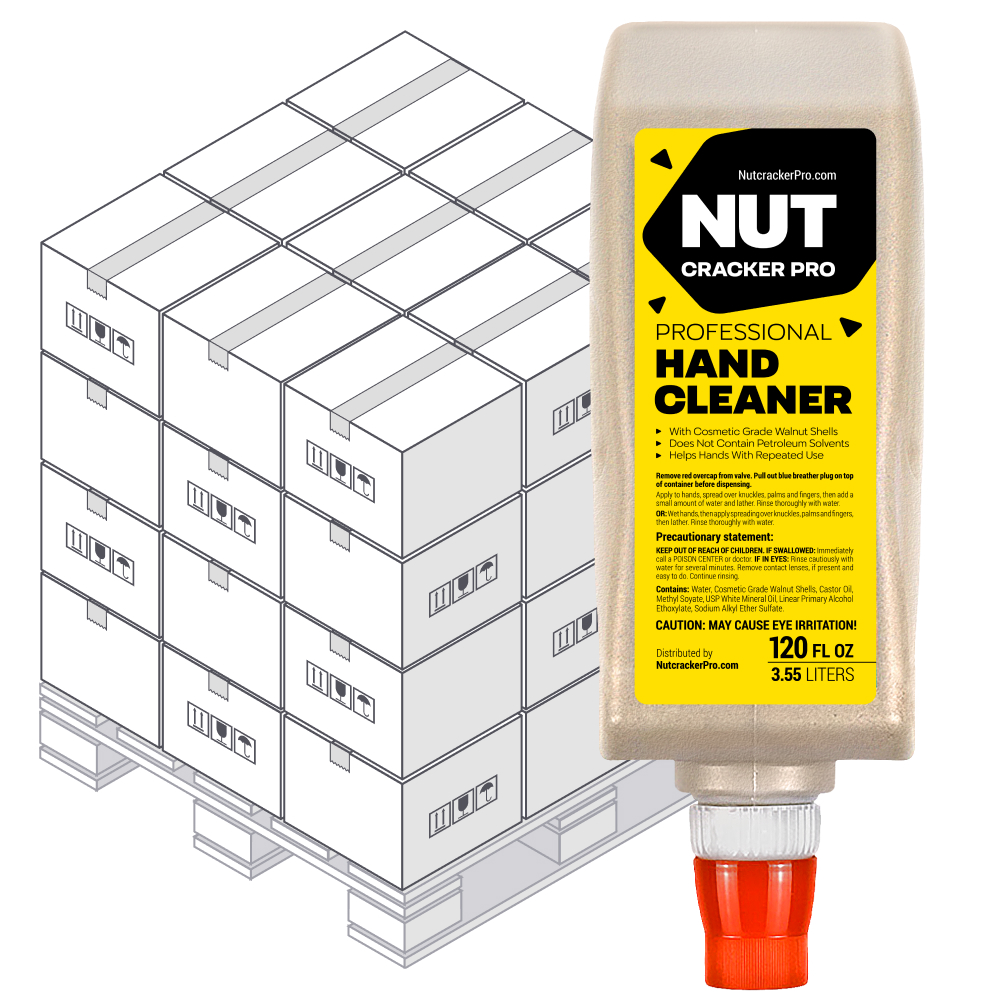 NutcrackerPro.com
NUT
CRACKER PRO
PROFESSIONAL
HAND
CLEANER
With Cosmetic Grade Walnut Shells
Does Not Contain Petroleum Solvents
Helps Hands With Repeated Use
Remove red overcap from valve. Pull out blue breather plug on top
of container before dispensing.
Apply to hands, spread over knuckles, palms and fingers, then add a
small amount of water and lather. Rinse thoroughly with water.
OR: Wet hands, then apply spreading over knuckles, palms and fingers,
then lather. Rinse thoroughly with water.
Precautionary statement:
KEEP OUT OF REACH OF CHILDREN. IF SWALLOWED: Immediately
call a POISON CENTER or doctor. IF IN EYES: Rinse cautiously with
water for several minutes. Remove contact lenses, if present and
easy to do. Continue rinsing.
Contains: Water, Cosmetic Grade Walnut Shells, Castor Oil,
Methyl Soyate, USP White Mineral Oil, Linear Primary Alcohol
Ethoxylate, Sodium Alkyl Ether Sulfate.
CAUTION: MAY CAUSE EYE IRRITATION!
Distributed by
NutcrackerPro.com
120 FL OZ
3.55 LITERS